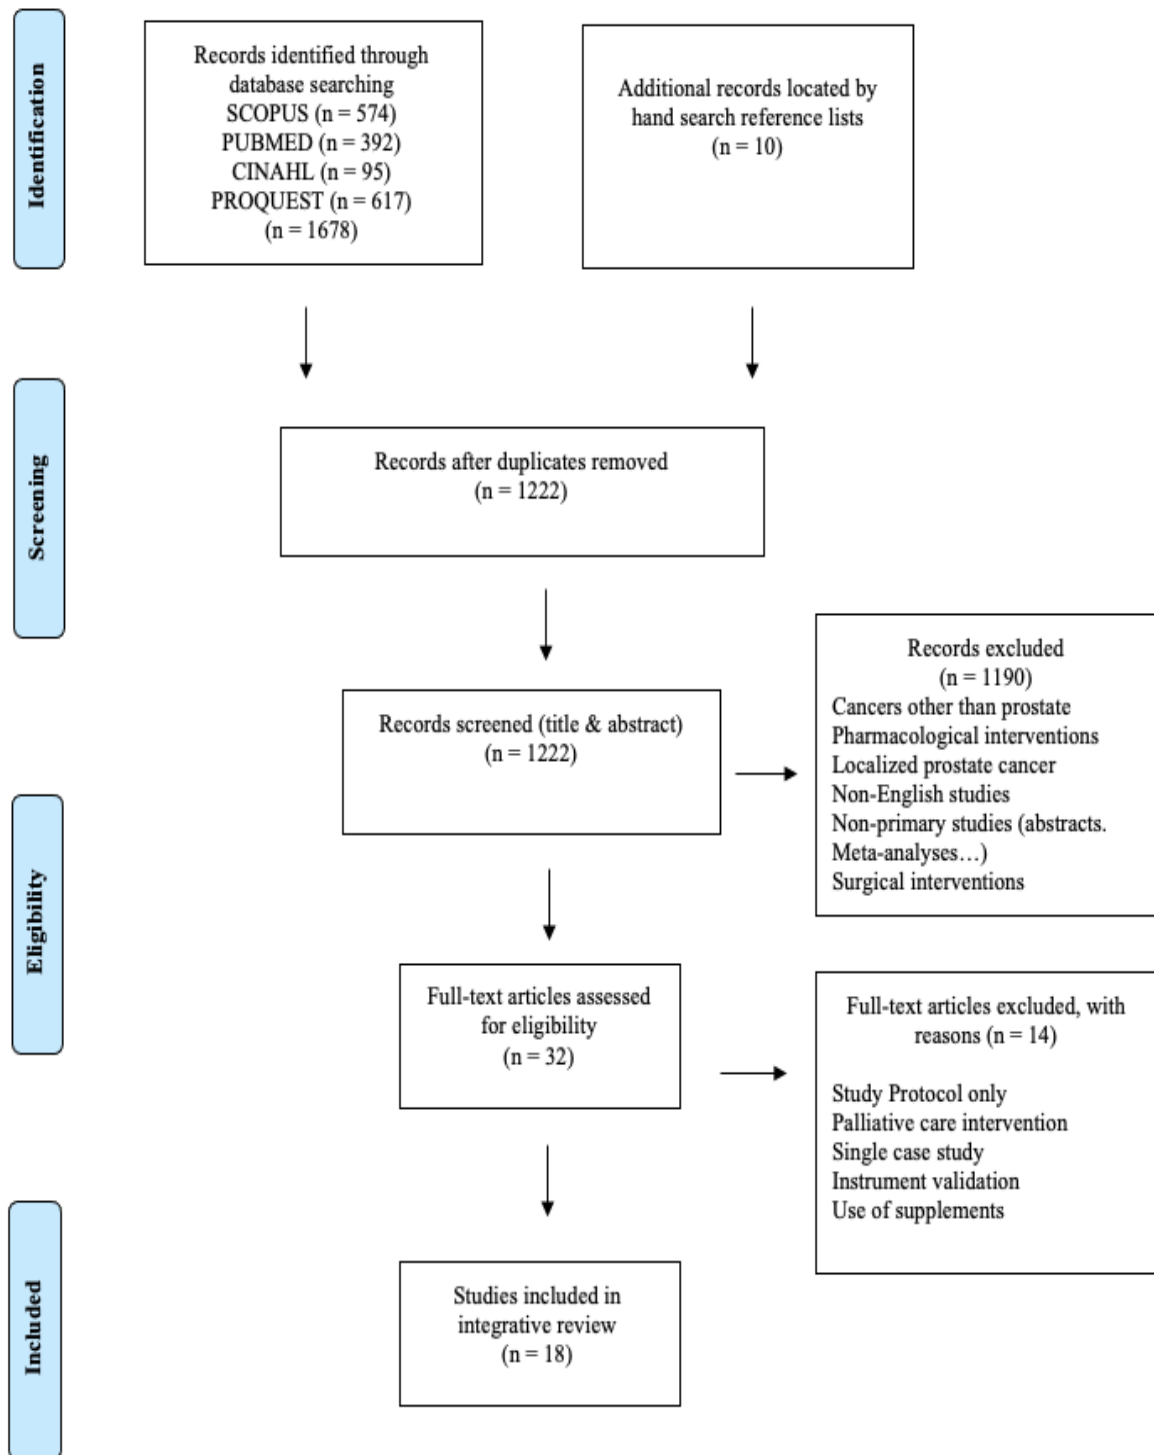 Identification
Records identified through
database searching
SCOPUS (n = 574)
PUBMED (n = 392)
CINAHL (n = 95)
PROQUEST (n = 617)
(n = 1678)
Additional records located by
hand search reference lists
(n = 10)
Screening
Records after duplicates removed
(n = 1222)
Records screened (title & abstract)
(n = 1222)
Records excluded
(n = 1190)
Cancers other than prostate
Pharmacological interventions
Localized prostate cancer
Non-English studies
Non-primary studies (abstracts.
Meta-analyses…)
Surgical interventions
Eligibility
Full-text articles assessed
for eligibility
(n = 32)
Full-text articles excluded, with
reasons (n = 14)
Study Protocol only
Palliative care intervention
Single case study
Instrument validation
Use of supplements
Included
Studies included in
integrative review
(n = 18)